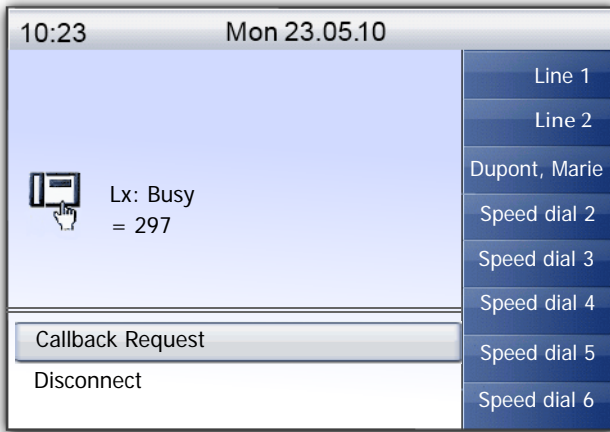 10:23 Mon 23.05.10
Line 1
Line 2
Dupont, Marie
Speed dial 2
Speed dial 3
Speed dial 4
Speed dial 5
Speed dial 6
Lx: Busy
= 297
Callback Request
Disconnect